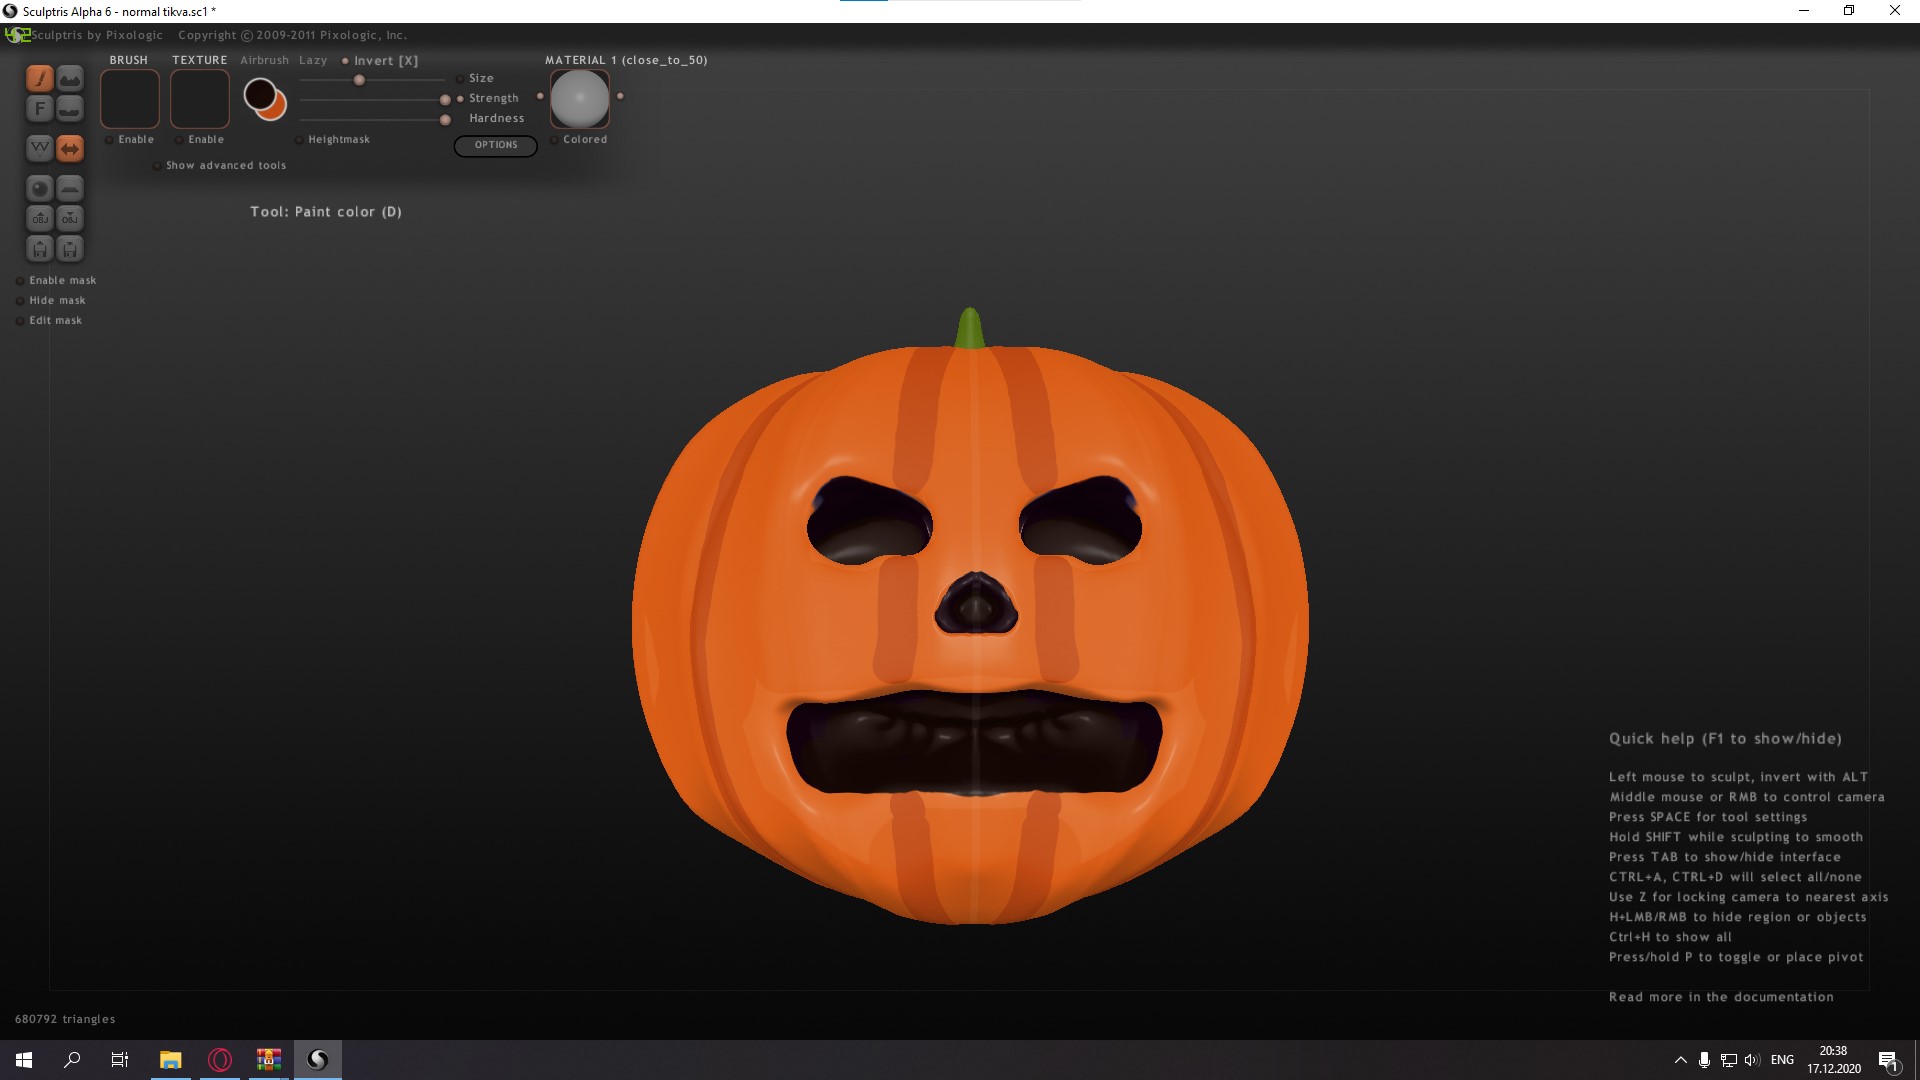 Sculptris Alpha 6 - normal tikva.sc1 *
Sculptris by Pixologic Copyright © 2009-2011 Pixologic, Inc.
BRUSH TEXTURE Airbrush Lazy Invert [X] MATERIAL 1 (close_to_50)
Size
Strength
Hardness
F
Enable Enable Heightmask OPTIONS Colored
Show advanced tools
Tool: Paint color (D)
OBJ OBJ
Enable mask
Hide mask
Edit mask
Quick help (F1 to show/hide)
Left mouse to sculpt, invert with ALT
Middle mouse or RMB to control camera
Press SPACE for tool settings
Hold SHIFT while sculpting to smooth
Press TAB to show/hide interface
CTRL+A, CTRL+D will select all/none
Use Z for locking camera to nearest axis
H+LMB/RMB to hide region or objects
Ctrl+H to show all
Press/hold P to toggle or place pivot
Read more in the documentation
680792 triangles
ENG
20:38
17.12.2020
1